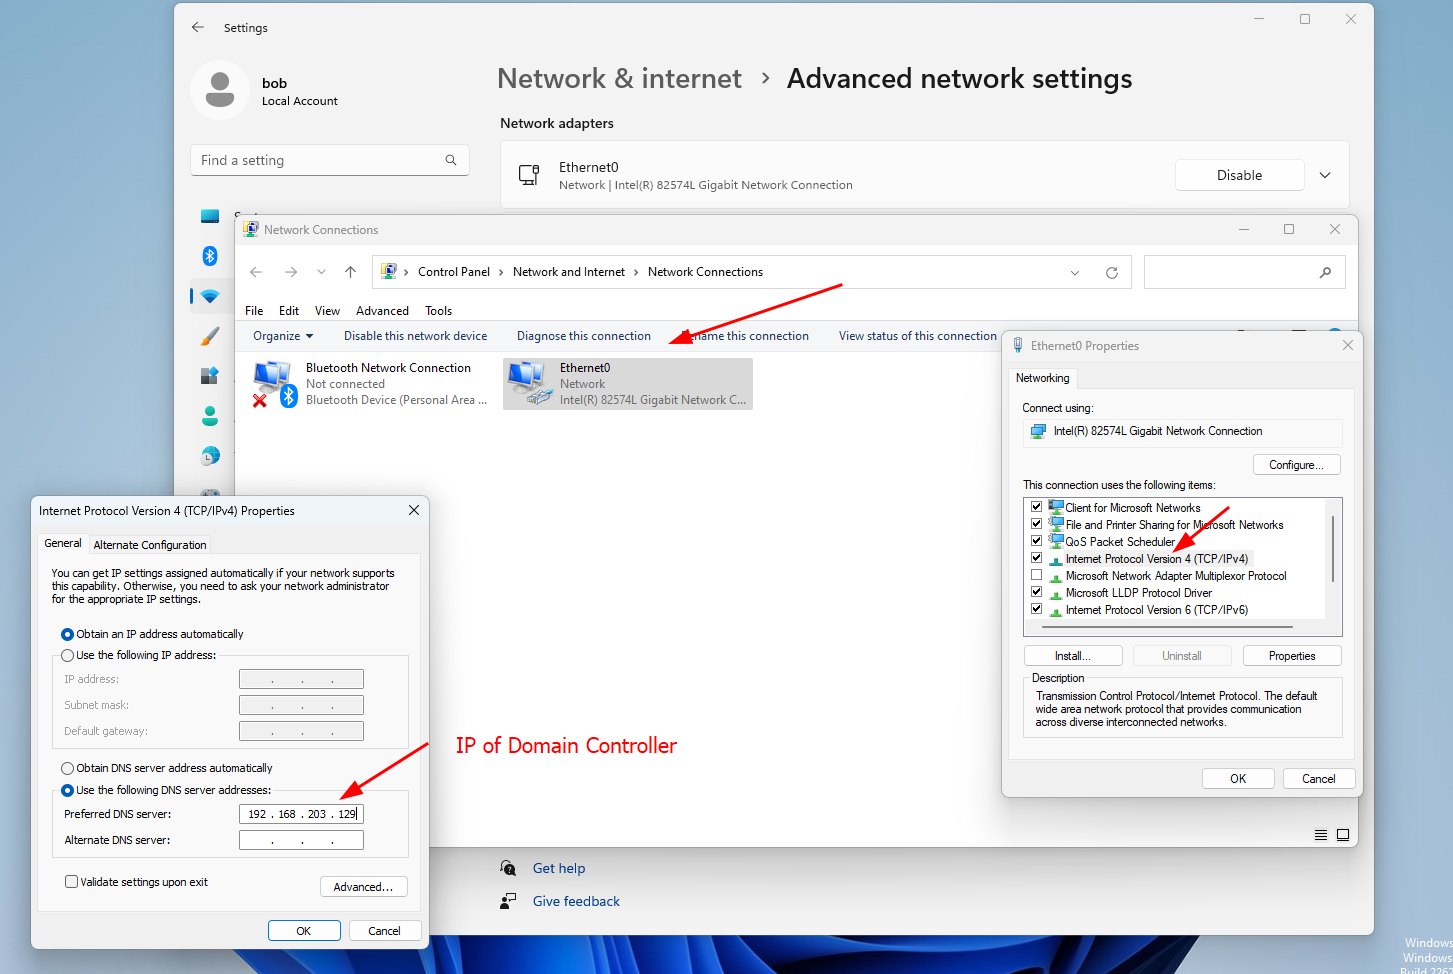 Settings
bob
Local Account
Find a setting
Network & internet > Advanced network settings
Network adapters
Ethernet0
Network | Intel(R) 82574L Gigabit Network Connection
Disable
Network Connections
Control Panel > Network and Internet > Network Connections
File Edit View Advanced Tools
Organize Disable this network device Diagnose this connection name this connection View status of this connection
Bluetooth Network Connection
Not connected
Bluetooth Device (Personal Area ...
Ethernet0
Network
Intel(R) 82574L Gigabit Network C...
Ethernet0 Properties
Networking
Connect using:
Intel(R) 82574L Gigabit Network Connection
Configure...
This connection uses the following items:
Client for Microsoft Networks
File and Printer Sharing for Microsoft Networks
QoS Packet Scheduler
Internet Protocol Version 4 (TCP/IPv4)
Microsoft Network Adapter Multiplexor Protocol
Microsoft LLDP Protocol Driver
Internet Protocol Version 6 (TCP/IPv6)
Install... Uninstall Properties
Description
Transmission Control Protocol/Internet Protocol. The default
wide area network protocol that provides communication
across diverse interconnected networks.
OK Cancel
Internet Protocol Version 4 (TCP/IPv4) Properties
General Alternate Configuration
You can get IP settings assigned automatically if your network supports
this capability. Otherwise, you need to ask your network administrator
for the appropriate IP settings.
Obtain an IP address automatically
Use the following IP address:
IP address: . . .
Subnet mask: . . .
Default gateway: . . .
Obtain DNS server address automatically
Use the following DNS server addresses:
Preferred DNS server: 192 . 168 . 203 . 129
Alternate DNS server: . . .
Validate settings upon exit
Advanced...
OK Cancel
IP of Domain Controller
Get help
Give feedback
Windows
Windows